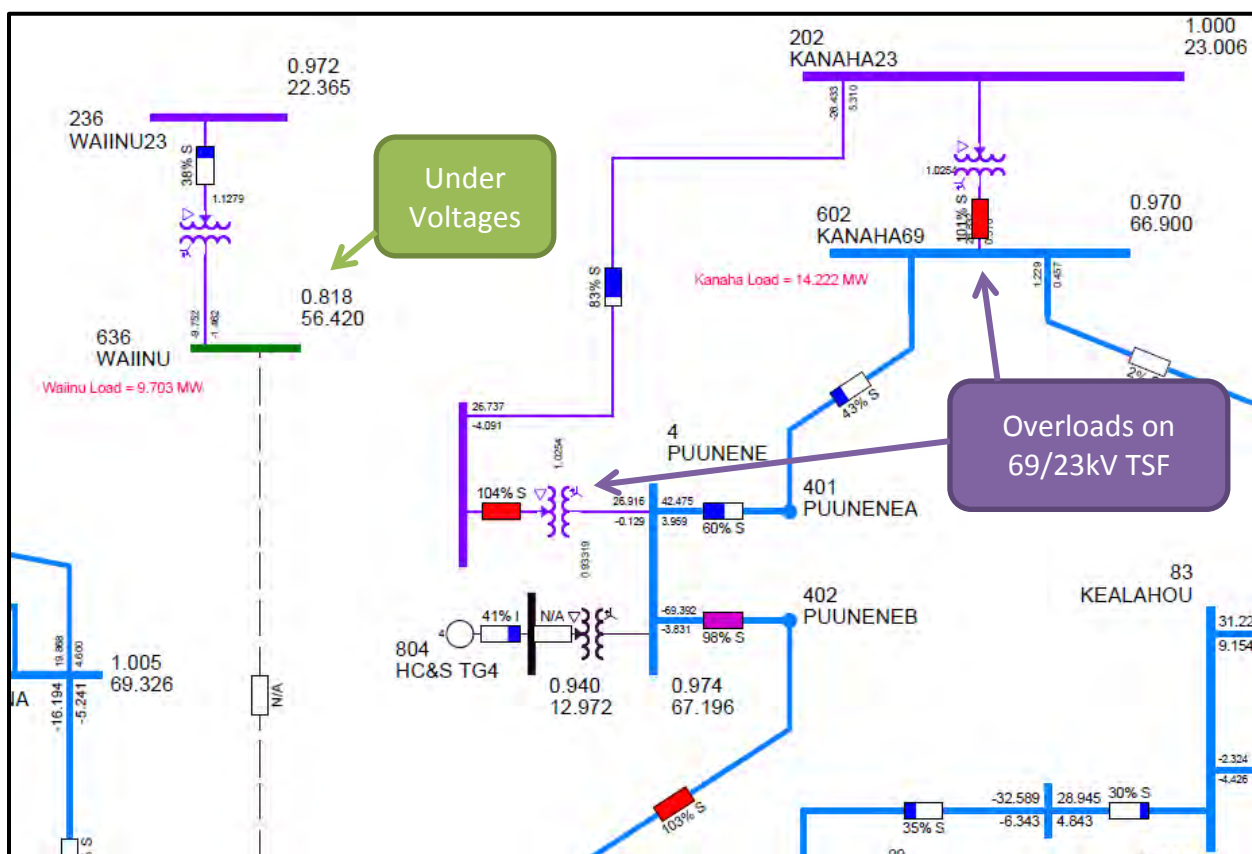 1.000
23.006
202
KANAHA23
0.972
22.365
236
WAIINU23
-26.433
5.310
38% S
1.1279
Under
Voltages
1.0254
101% S
0.970
66.900
602
KANAHA69
83% S
Kanaha Load = 14.222 MW
1.229
0.457
0.818
56.420
-9.752
-1.462
636
WAIINU
Waiinu Load = 9.703 MW
2%
43% S
Overloads on
69/23kV TSF
26.737
-4.091
1.0254
4
PUUNENE
104% S
26.916
-0.129
42.475
3.959
60% S
401
PUUNENEA
0.93319
83
KEALAHOU
402
PUUNENEB
-69.392
-3.831
98% S
41% I
N/A
4
804
HC&S TG4
0.940
12.972
0.974
67.196
31.22
9.154
19.868
4.600
1.005
69.326
NA
-16.194
-5.241
N/A
-2.324
-4.426
103% S
-32.589
-6.343
28.945
4.843
30% S
35% S
S